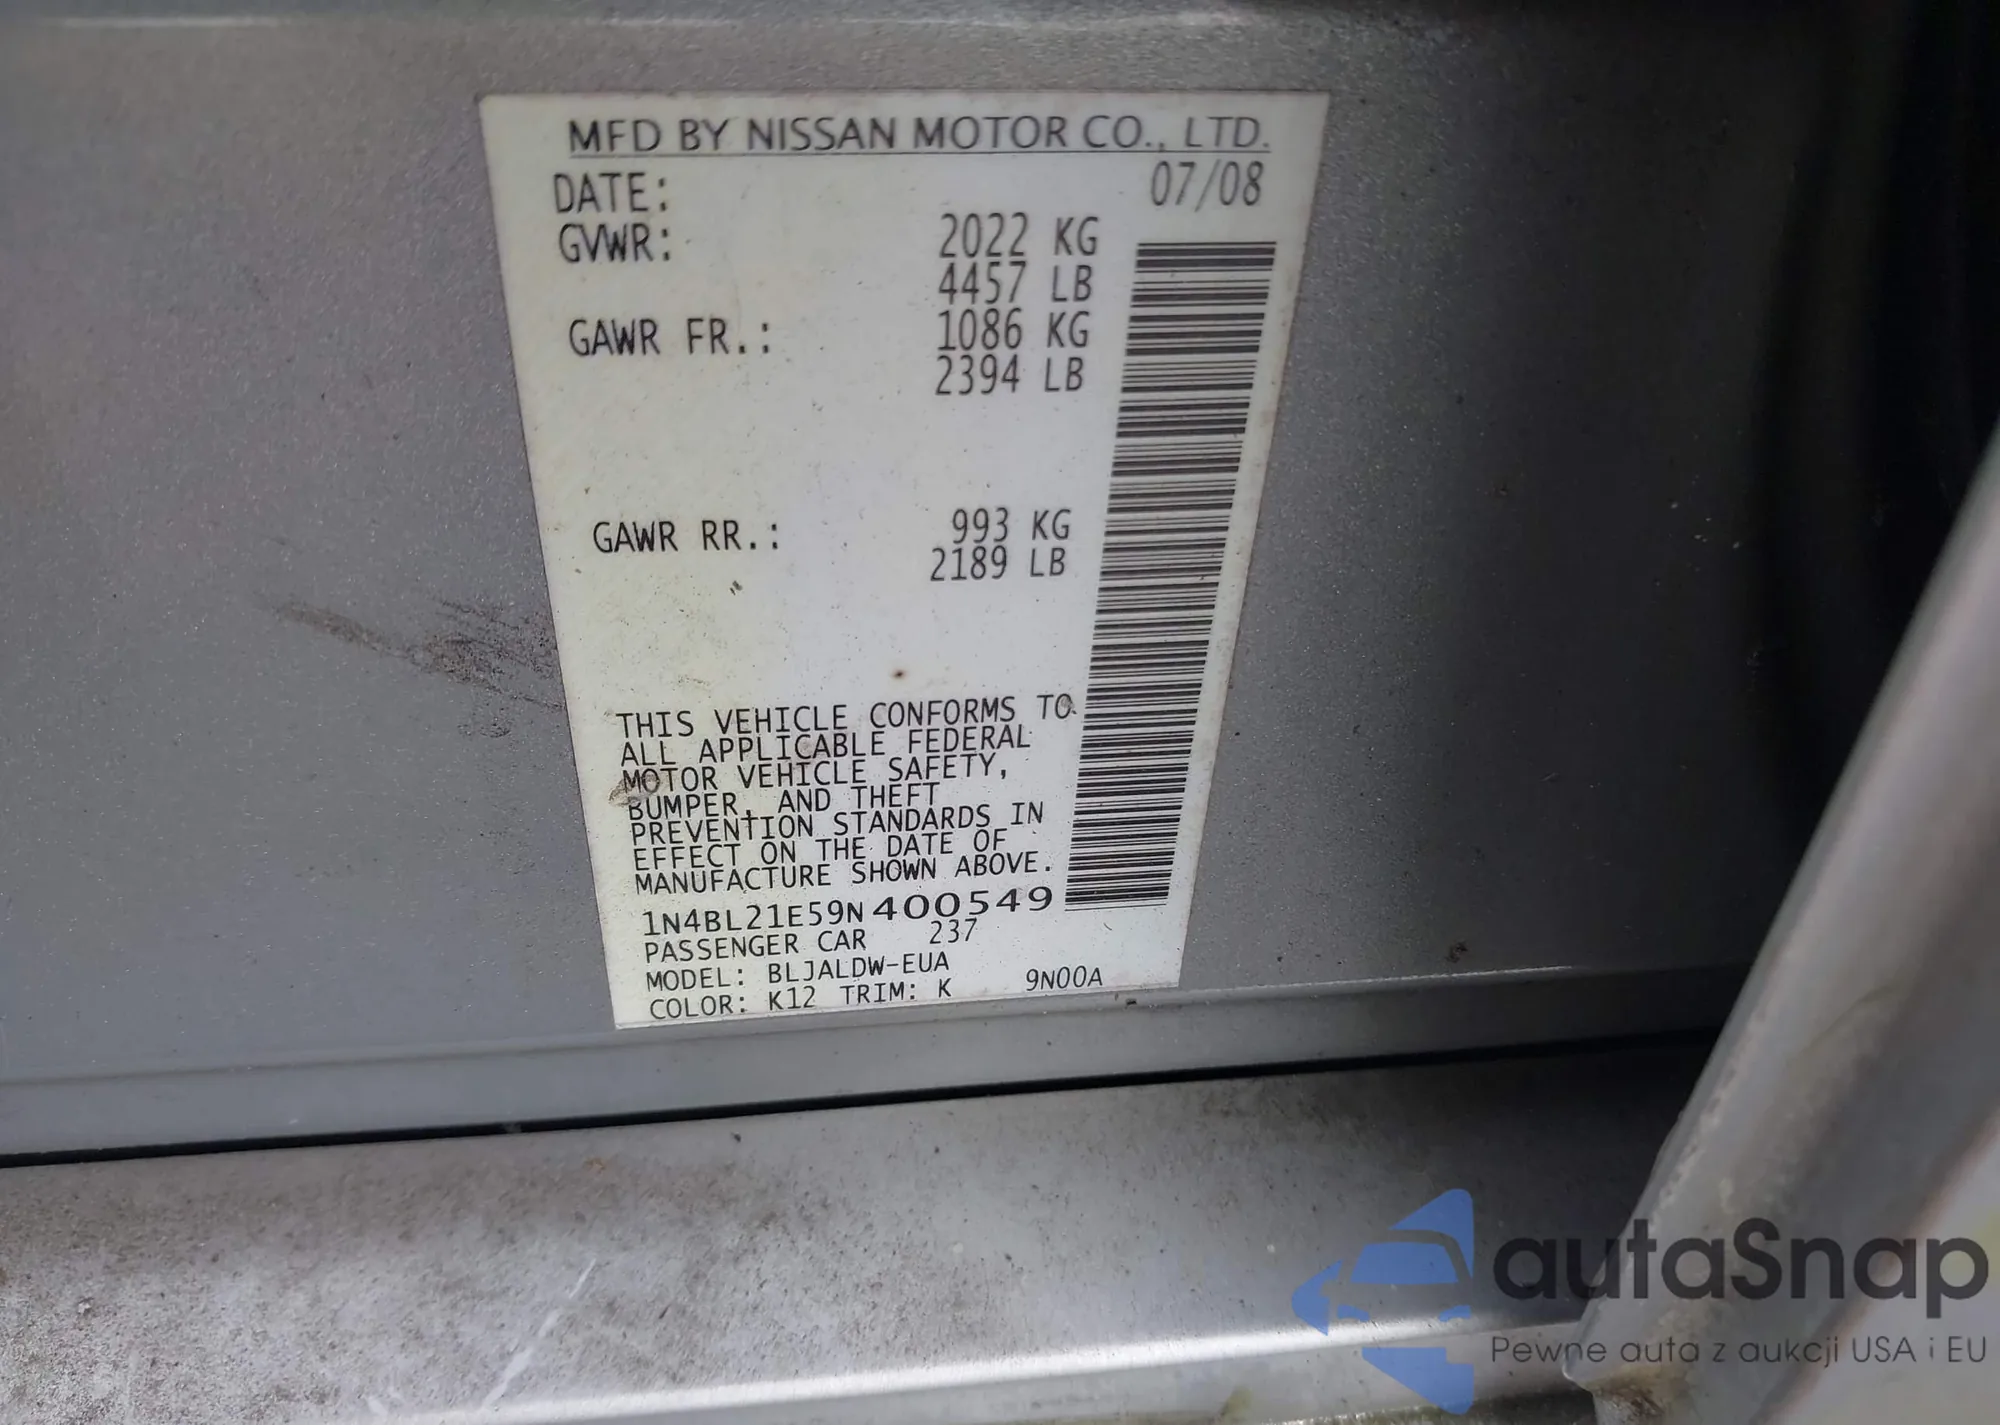 MFD BY NISSAN MOTOR CO., LTD.
DATE: 07/08
GVWR: 2022 KG
4457 LB
GAWR FR.: 1086 KG
2394 LB
GAWR RR.: 993 KG
2189 LB
THIS VEHICLE CONFORMS TO
ALL APPLICABLE FEDERAL
MOTOR VEHICLE SAFETY,
BUMPER, AND THEFT
PREVENTION STANDARDS IN
EFFECT ON THE DATE OF
MANUFACTURE SHOWN ABOVE.
1N4BL21E59N400549
PASSENGER CAR 237
MODEL: BLJALDW-EUA
COLOR: K12 TRIM: K 9N00A
autoSnap
Pewne auta z aukcji USA i EU